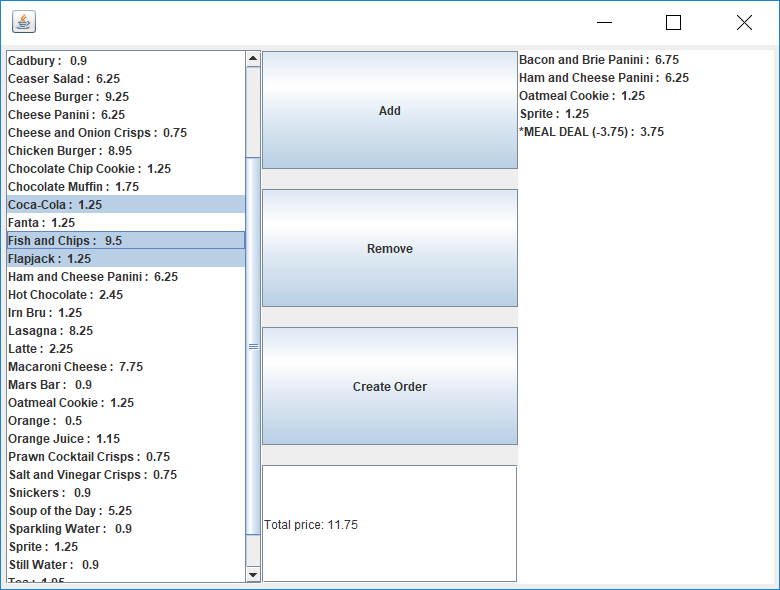 Cadbury :   0.9
Ceaser Salad :  6.25
Cheese Burger :  9.25
Cheese Panini :  6.25
Cheese and Onion Crisps :  0.75
Chicken Burger :  8.95
Chocolate Chip Cookie :  1.25
Chocolate Muffin :  1.75
Coca-Cola :  1.25
Fanta :  1.25
Fish and Chips :   9.5
Flapjack :  1.25
Ham and Cheese Panini :  6.25
Hot Chocolate :  2.45
Irn Bru :  1.25
Lasagna :  8.25
Latte :  2.25
Macaroni Cheese :  7.75
Mars Bar :   0.9
Oatmeal Cookie :  1.25
Orange :   0.5
Orange Juice :  1.15
Prawn Cocktail Crisps :  0.75
Salt and Vinegar Crisps :  0.75
Snickers :   0.9
Soup of the Day :  5.25
Sparkling Water :   0.9
Sprite :  1.25
Still Water :   0.9
Add
Remove
Create Order
Total price: 11.75
Bacon and Brie Panini :  6.75
Ham and Cheese Panini :  6.25
Oatmeal Cookie :  1.25
Sprite :  1.25
*MEAL DEAL (-3.75) :  3.75